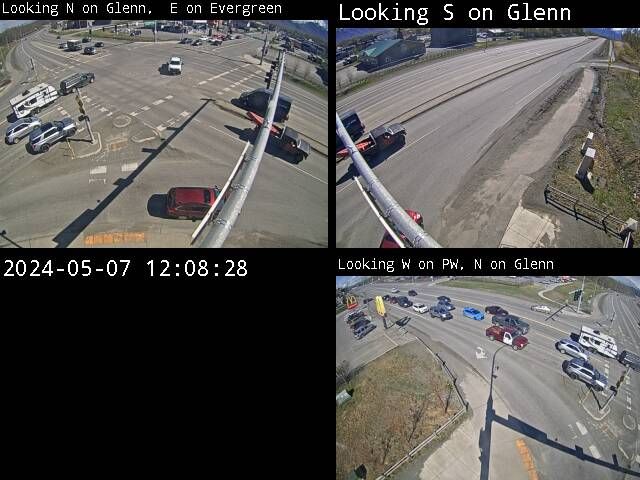 Looking N on Glenn, E on Evergreen
Looking S on Glenn
2024-05-07 12:08:28
Looking W on PW, N on Glenn